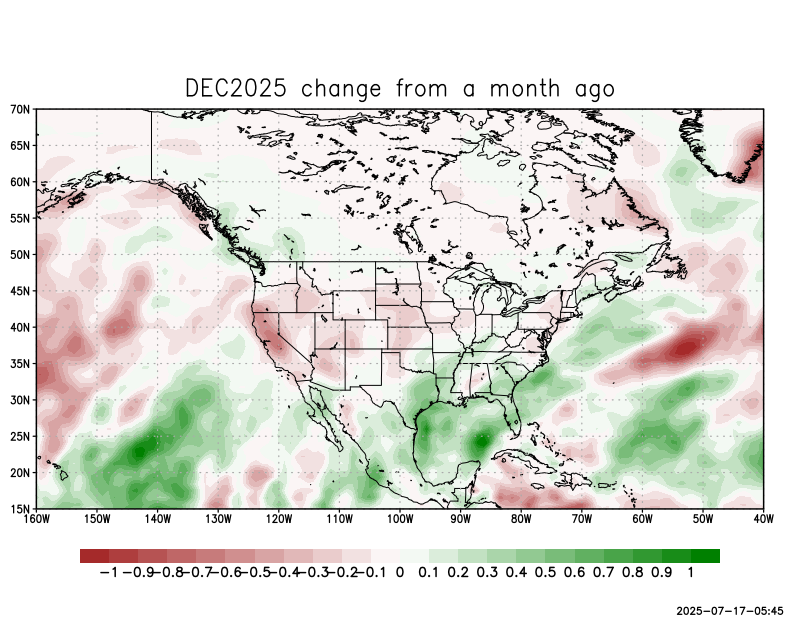 DEC2025 change from a month ago
70N
65N
60N
55N
50N
45N
40N
35N
30N
25N
20N
15N
160W 150W 140W 130W 120W 110W 100W 90W 80W 70W 60W 50W 40W
-1 -0.9 -0.8 -0.7 -0.6 -0.5 -0.4 -0.3 -0.2 -0.1 0 0.1 0.2 0.3 0.4 0.5 0.6 0.7 0.8 0.9 1
2025-07-17-05:45